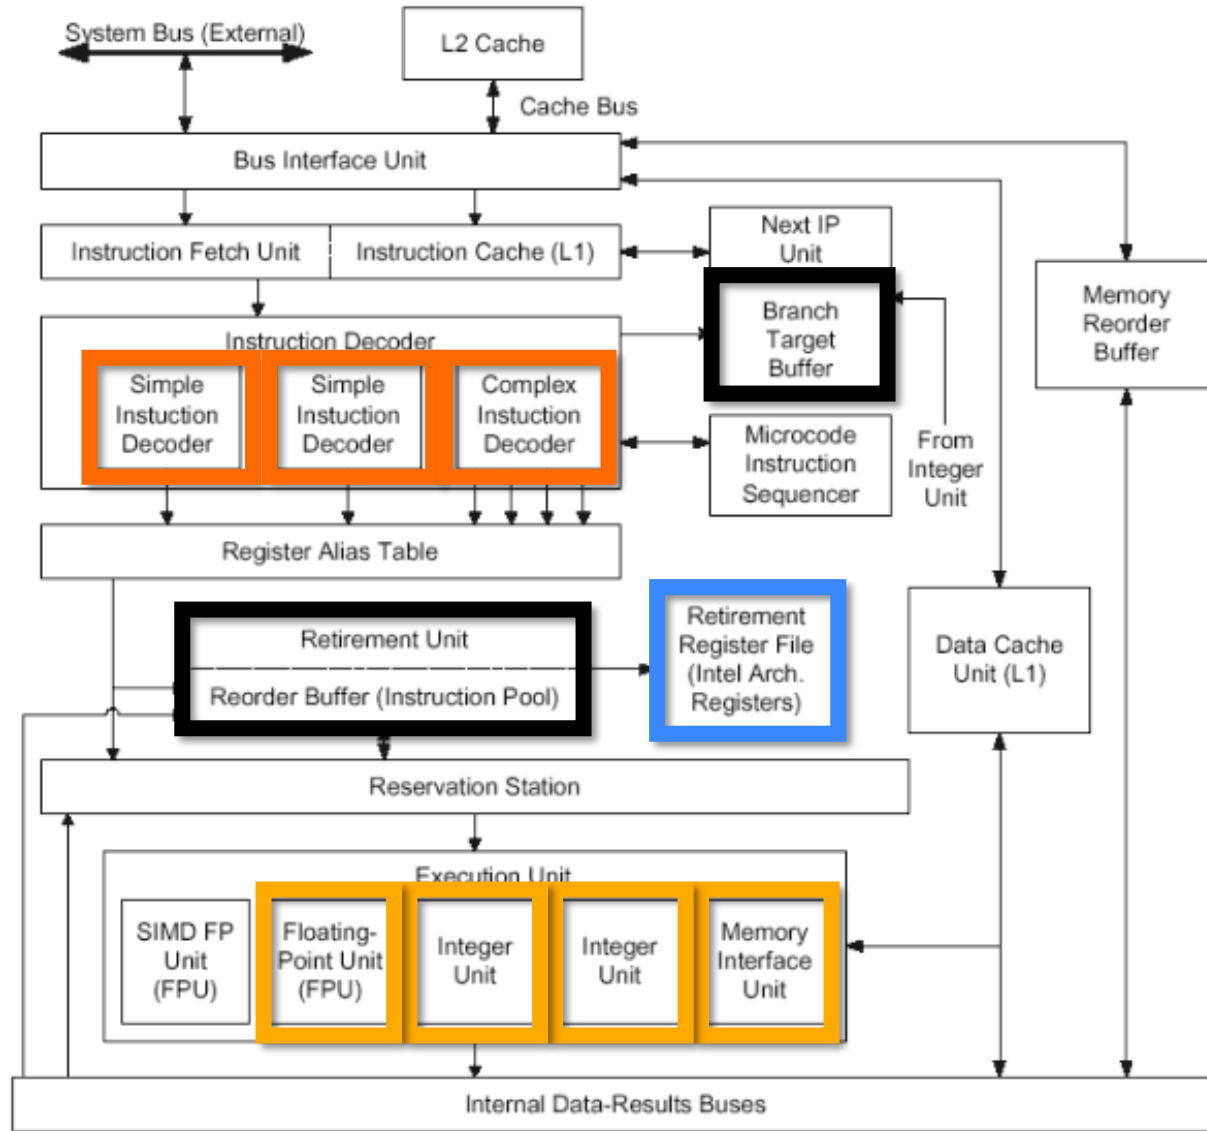 System Bus (External)
L2 Cache
Cache Bus
Bus Interface Unit
Instruction Fetch Unit
Instruction Cache (L1)
Next IP
Unit
Branch
Target
Buffer
Memory
Reorder
Buffer
Instruction Decoder
Simple
Instuction
Decoder
Simple
Instuction
Decoder
Complex
Instuction
Decoder
Microcode
Instruction
Sequencer
From
Integer
Unit
Register Alias Table
Retirement Unit
Reorder Buffer (Instruction Pool)
Retirement
Register File
(Intel Arch.
Registers)
Data Cache
Unit (L1)
Reservation Station
Execution Unit
SIMD FP
Unit
(FPU)
Floating-
Point Unit
(FPU)
Integer
Unit
Integer
Unit
Memory
Interface
Unit
Internal Data-Results Buses